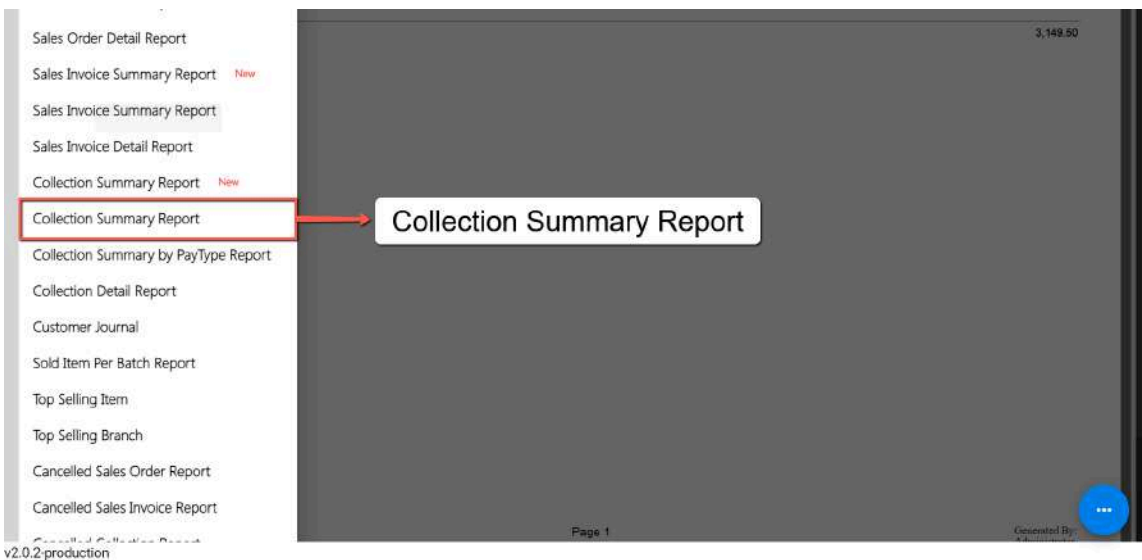 3,149.50
Sales Order Detail Report
Sales Invoice Summary Report New
Sales Invoice Summary Report
Sales Invoice Detail Report
Collection Summary Report New
Collection Summary Report
Collection Summary Report
Collection Summary by PayType Report
Collection Detail Report
Customer Journal
Sold Item Per Batch Report
Top Selling Item
Top Selling Branch
Cancelled Sales Order Report
Cancelled Sales Invoice Report
Page 1
Generated By:
v2.0.2-production